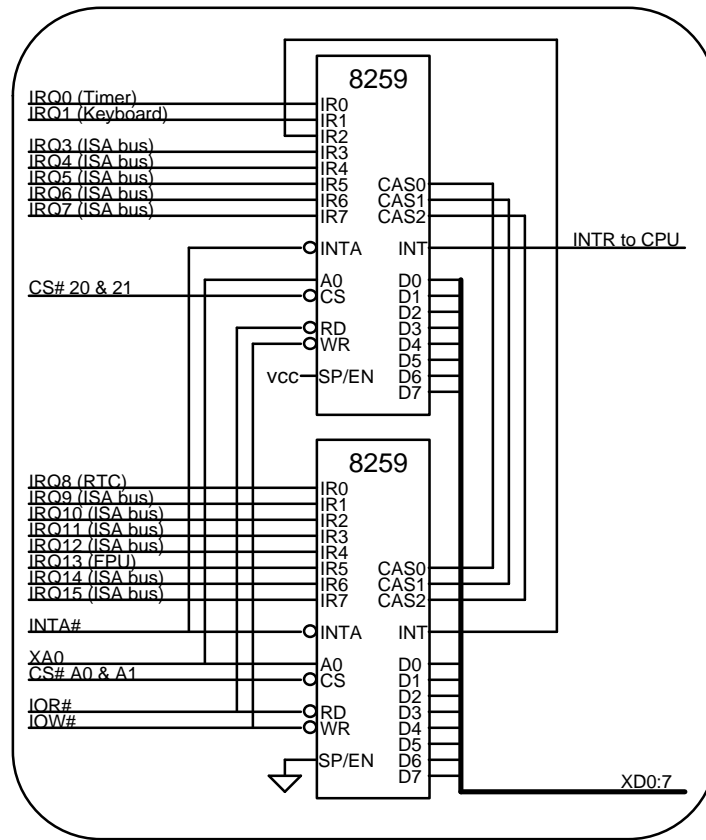 8259
IRQ0 (Timer) IR0
IRQ1 (Keyboard) IR1
IR2
IRQ3 (ISA bus) IR3
IRQ4 (ISA bus) IR4
IRQ5 (ISA bus) IR5 CAS0
IRQ6 (ISA bus) IR6 CAS1
IRQ7 (ISA bus) IR7 CAS2
INTA INT INTR to CPU
A0 D0
CS# 20 & 21 CS D1
D2
RD D3
WR D4
D5
vcc SP/EN D6
D7
8259
IRQ8 (RTC) IR0
IRQ9 (ISA bus) IR1
IRQ10 (ISA bus) IR2
IRQ11 (ISA bus) IR3
IRQ12 (ISA bus) IR4
IRQ13 (FPU) IR5 CAS0
IRQ14 (ISA bus) IR6 CAS1
IRQ15 (ISA bus) IR7 CAS2
INTA# INTA INT
XA0 A0 D0
CS# A0 & A1 CS D1
D2
IOR# RD D3
IOW# WR D4
D5
SP/EN D6
D7 XD0:7